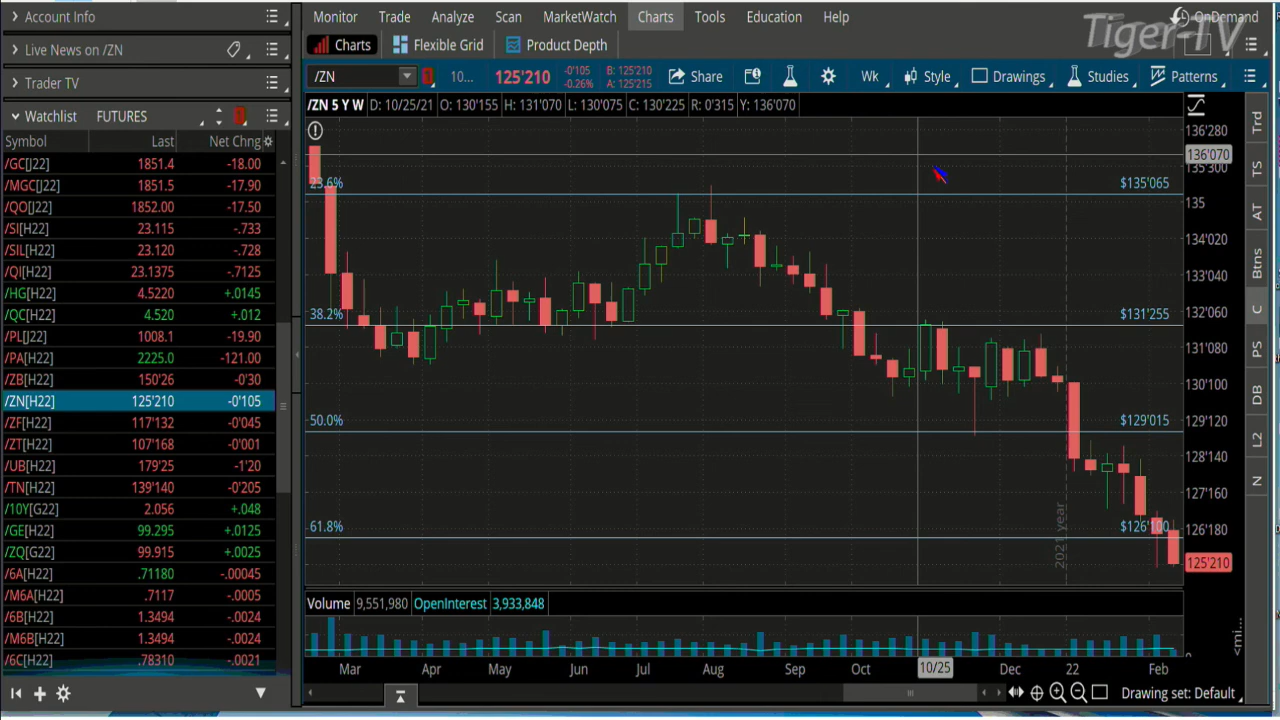 Account Info
Monitor Trade Analyze Scan MarketWatch Charts Tools Education Help OnDemand
Tiger-TV
Live News on /ZN
Charts Flexible Grid Product Depth
Trader TV
/ZN 1 10... 125'210 -0'105 -0.26% B: 125'210 A: 125'215 Share Wk Style Drawings Studies Patterns
Watchlist FUTURES 1
/ZN 5 Y W D: 10/25/21 O: 130'155 H: 131'070 L: 130'075 C: 130'225 R: 0'315 Y: 136'070
Symbol Last Net Chng
/GC[J22] 1851.4 -18.00
/MGC[J22] 1851.5 -17.90
/QO[J22] 1852.00 -17.50
/SI[H22] 23.115 -.733
/SIL[H22] 23.120 -.728
/QI[H22] 23.1375 -.7125
/HG[H22] 4.5220 +.0145
/QC[H22] 4.520 +.012
/PL[J22] 1008.1 -19.90
/PA[H22] 2225.0 -121.00
/ZB[H22] 150'26 -0'30
/ZN[H22] 125'210 -0'105
/ZF[H22] 117'132 -0'045
/ZT[H22] 107'168 -0'001
/UB[H22] 179'25 -1'20
/TN[H22] 139'140 -0'205
/10Y[G22] 2.056 +.048
/GE[H22] 99.295 +.0125
/ZQ[G22] 99.915 +.0025
/6A[H22] .71180 -.00045
/M6A[H22] .7117 -.0005
/6B[H22] 1.3494 -.0024
/M6B[H22] 1.3494 -.0024
/6C[H22] .78310 -.0021
136'280
136'070
135'300
23.6% $135'065
135
134'020
133'040
132'060
38.2% $131'255
131'080
130'100
50.0% $129'015
129'120
128'140
127'160
61.8% $126'100
126'180
125'210
2021 year
Volume 9,551,980 OpenInterest 3,933,848
0
<mi...
Mar Apr May Jun Jul Aug Sep Oct 10/25 Dec 22 Feb
Drawing set: Default
Trd
TS
AT
Btns
C
PS
DB
L2
N